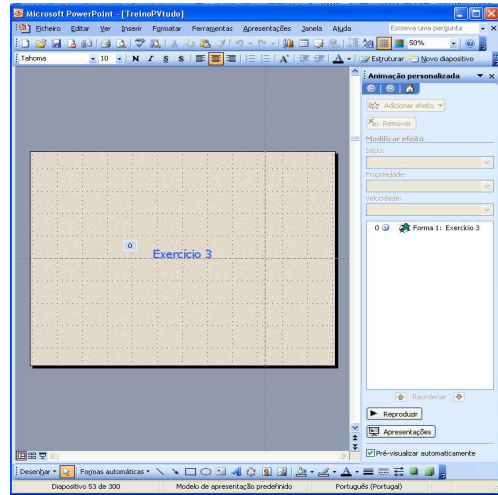 Microsoft PowerPoint - [TreinoPVtudo]
Ficheiro Editar Ver Inserir Formatar Ferramentas Apresentações Janela Ajuda Escreva uma pergunta
50%
Tahoma 10 N I S S Estruturar Novo diapositivo
Animação personalizada
Adicionar efeito
Remover
Modificar efeito
Início:
Propriedade:
Velocidade:
0 Forma 1: Exercício 3
0
Exercício 3
Reordenar
Reproduzir
Apresentações
Pré-visualizar automaticamente
Desenhar Formas automáticas
Diapositivo 53 de 300 Modelo de apresentação predefinido Português (Portugal)